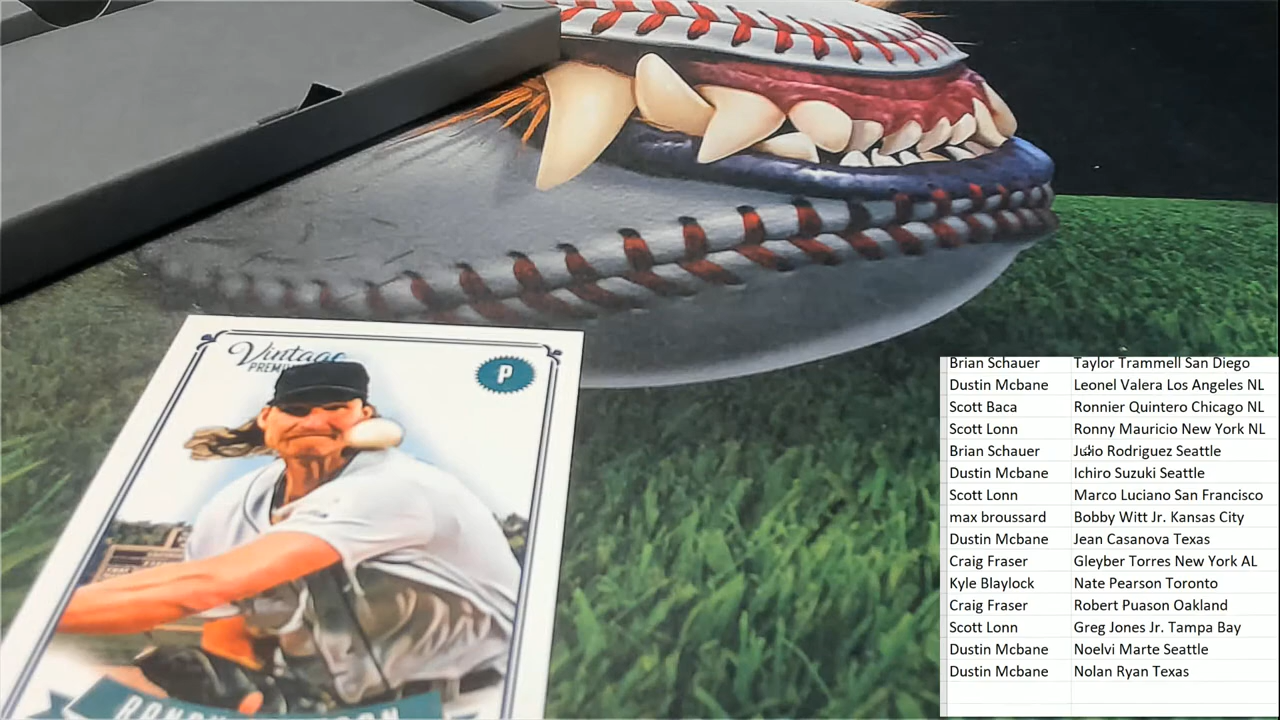 Vintage
PREMI
P
Brian Schauer Taylor Trammell San Diego
Dustin Mcbane Leonel Valera Los Angeles NL
Scott Baca Ronnier Quintero Chicago NL
Scott Lonn Ronny Mauricio New York NL
Brian Schauer Julio Rodriguez Seattle
Dustin Mcbane Ichiro Suzuki Seattle
Scott Lonn Marco Luciano San Francisco
max broussard Bobby Witt Jr. Kansas City
Dustin Mcbane Jean Casanova Texas
Craig Fraser Gleyber Torres New York AL
Kyle Blaylock Nate Pearson Toronto
Craig Fraser Robert Puason Oakland
Scott Lonn Greg Jones Jr. Tampa Bay
Dustin Mcbane Noelvi Marte Seattle
Dustin Mcbane Nolan Ryan Texas